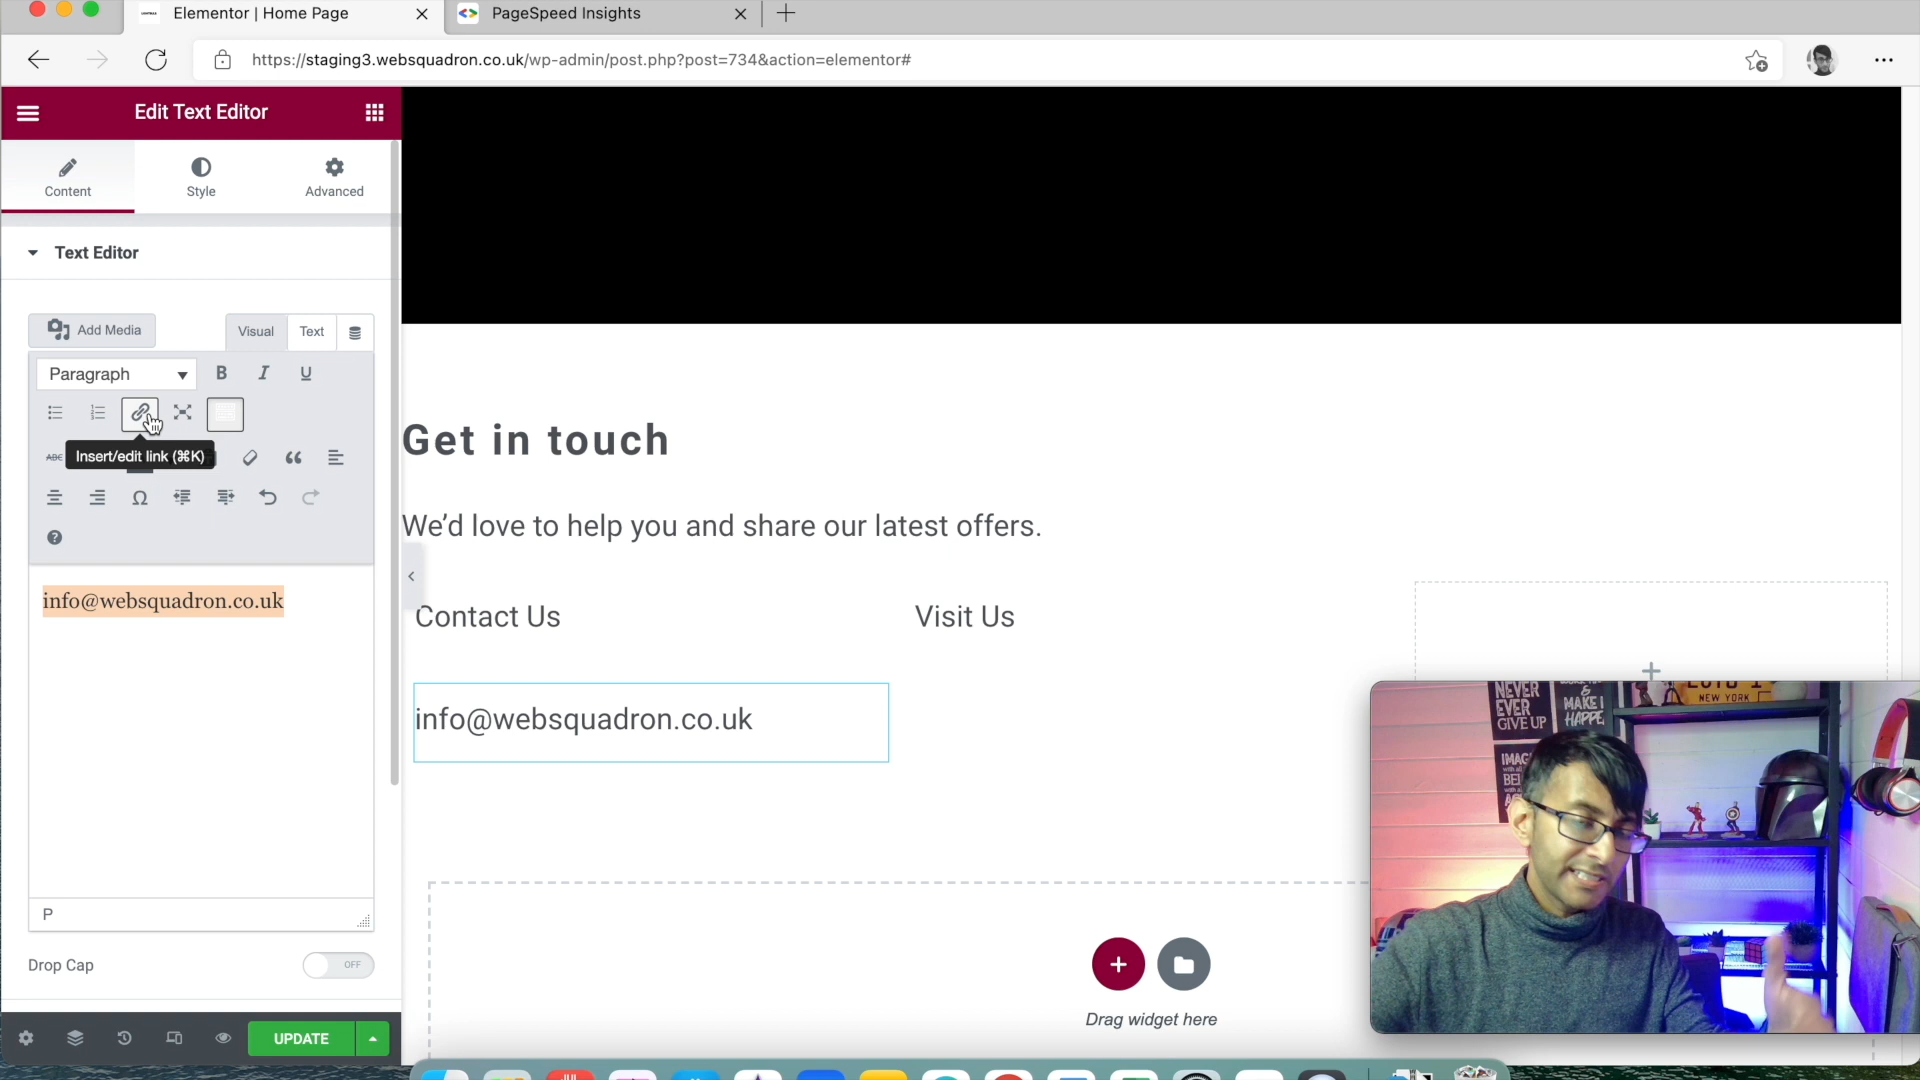 Elementor | Home Page
PageSpeed Insights
https://staging3.websquadron.co.uk/wp-admin/post.php?post=734&action=elementor#
Edit Text Editor
Content
Style
Advanced
Text Editor
Add Media
Visual
Text
Paragraph
B
I
U
ABC
Insert/edit link (⌘K)
info@websquadron.co.uk
P
Drop Cap
OFF
UPDATE
Get in touch
We’d love to help you and share our latest offers.
Contact Us
Visit Us
info@websquadron.co.uk
Drag widget here
NEVER
EVER
GIVE UP
MAKE I
HAPPE
NEW YORK